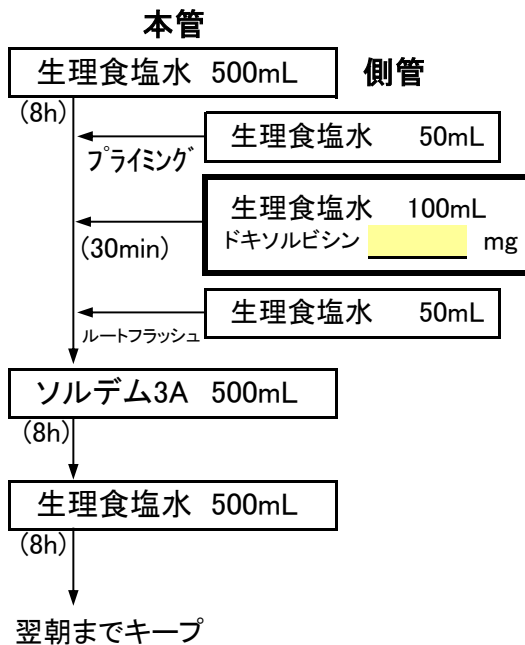 本管
生理食塩水 500mL
側管
(8h)
生理食塩水 50mL
プライミング
生理食塩水 100mL
ドキソルビシン mg
(30min)
生理食塩水 50mL
ルートフラッシュ
ソルデム3A 500mL
(8h)
生理食塩水 500mL
(8h)
翌朝までキープ